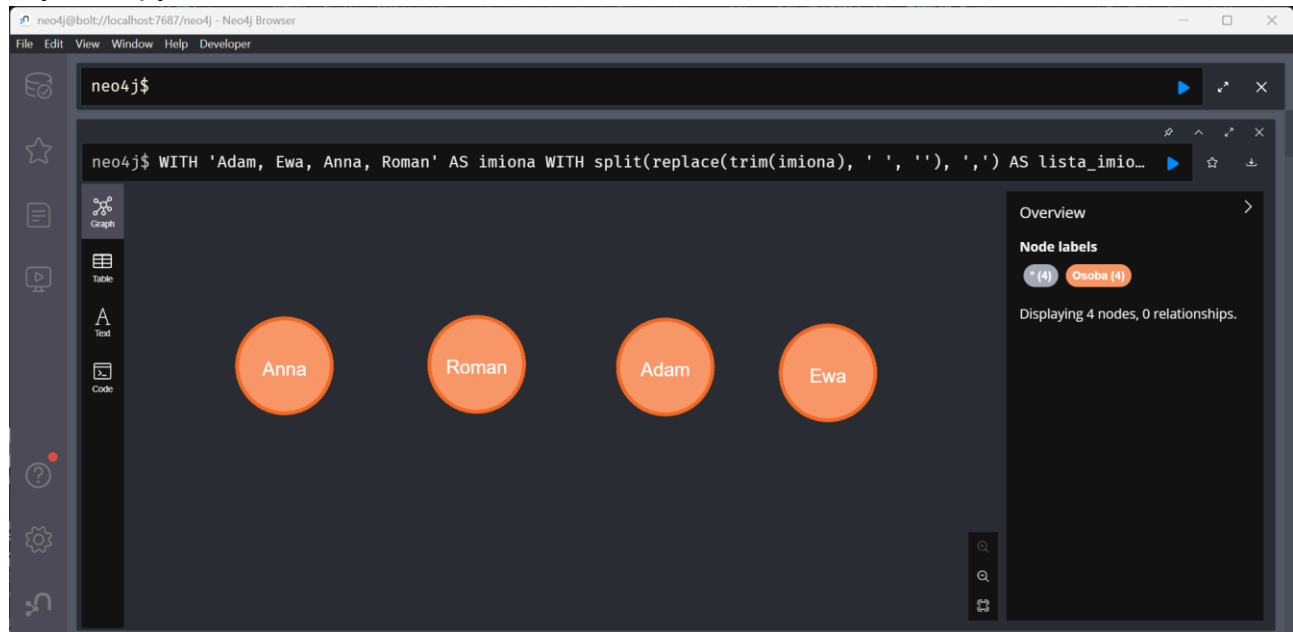 neo4j@bolt://localhost:7687/neo4j - Neo4j Browser
File Edit View Window Help Developer
neo4j$
neo4j$ WITH 'Adam, Ewa, Anna, Roman' AS imiona WITH split(replace(trim(imiona), ' ', ''), ',') AS lista_imio…
Graph
Table
Text
Code
Anna
Roman
Adam
Ewa
Overview
Node labels
* (4) Osoba (4)
Displaying 4 nodes, 0 relationships.